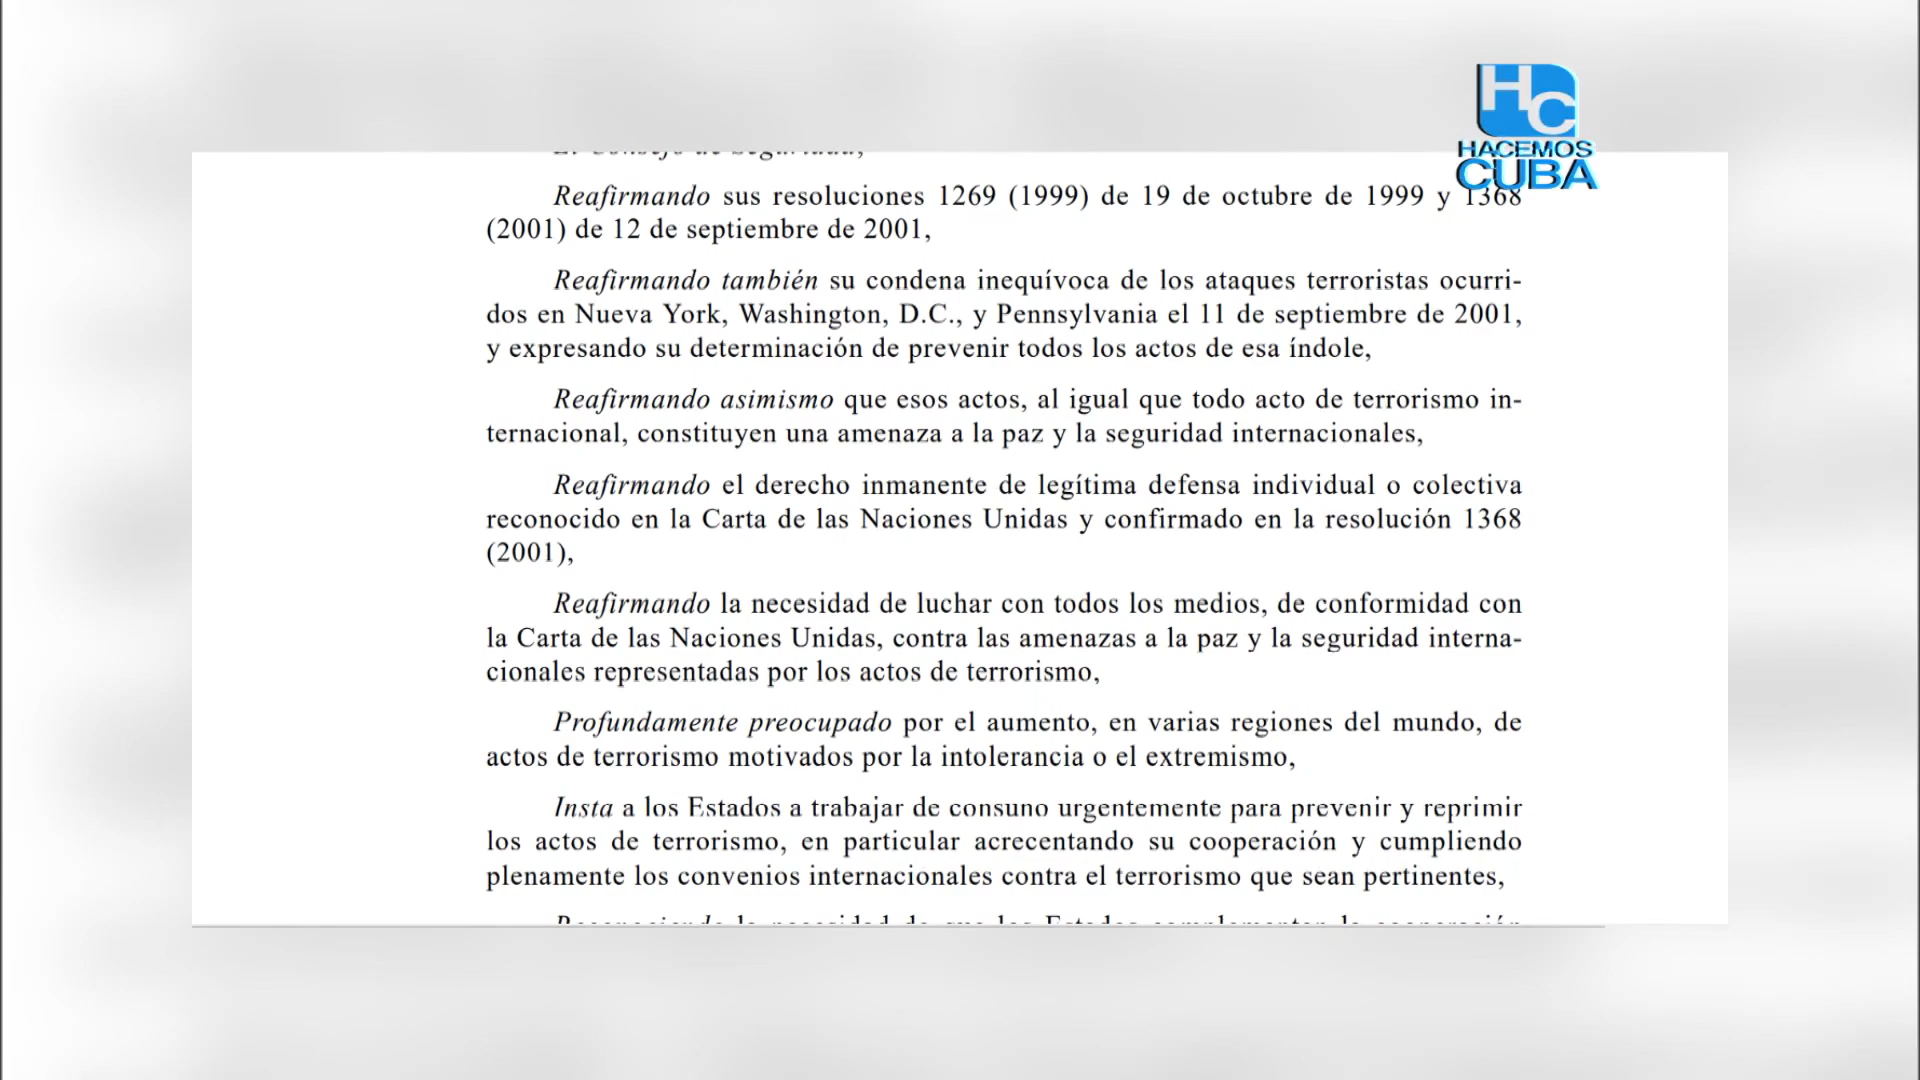 HC
HACEMOS
CUBA
El Consejo de Seguridad,
Reafirmando sus resoluciones 1269 (1999) de 19 de octubre de 1999 y 1368
(2001) de 12 de septiembre de 2001,
Reafirmando también su condena inequívoca de los ataques terroristas ocurri-
dos en Nueva York, Washington, D.C., y Pennsylvania el 11 de septiembre de 2001,
y expresando su determinación de prevenir todos los actos de esa índole,
Reafirmando asimismo que esos actos, al igual que todo acto de terrorismo in-
ternacional, constituyen una amenaza a la paz y la seguridad internacionales,
Reafirmando el derecho inmanente de legítima defensa individual o colectiva
reconocido en la Carta de las Naciones Unidas y confirmado en la resolución 1368
(2001),
Reafirmando la necesidad de luchar con todos los medios, de conformidad con
la Carta de las Naciones Unidas, contra las amenazas a la paz y la seguridad interna-
cionales representadas por los actos de terrorismo,
Profundamente preocupado por el aumento, en varias regiones del mundo, de
actos de terrorismo motivados por la intolerancia o el extremismo,
Insta a los Estados a trabajar de consuno urgentemente para prevenir y reprimir
los actos de terrorismo, en particular acrecentando su cooperación y cumpliendo
plenamente los convenios internacionales contra el terrorismo que sean pertinentes,